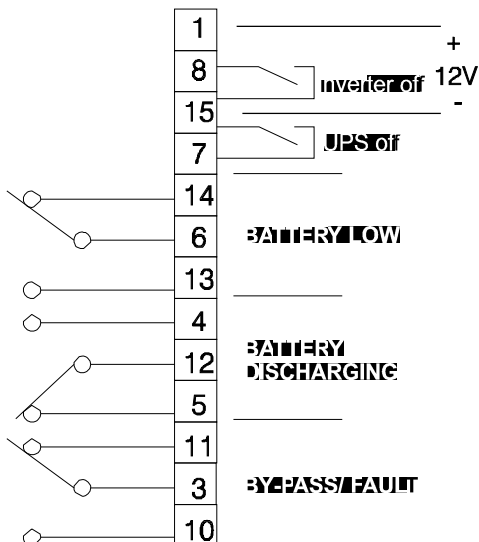 1
+
8
Inverter off
12V
15
-
7
UPS off
14
6
BATTERY LOW
13
4
12
BATTERY
DISCHARGING
5
11
3
BY-PASS/ FAULT
10